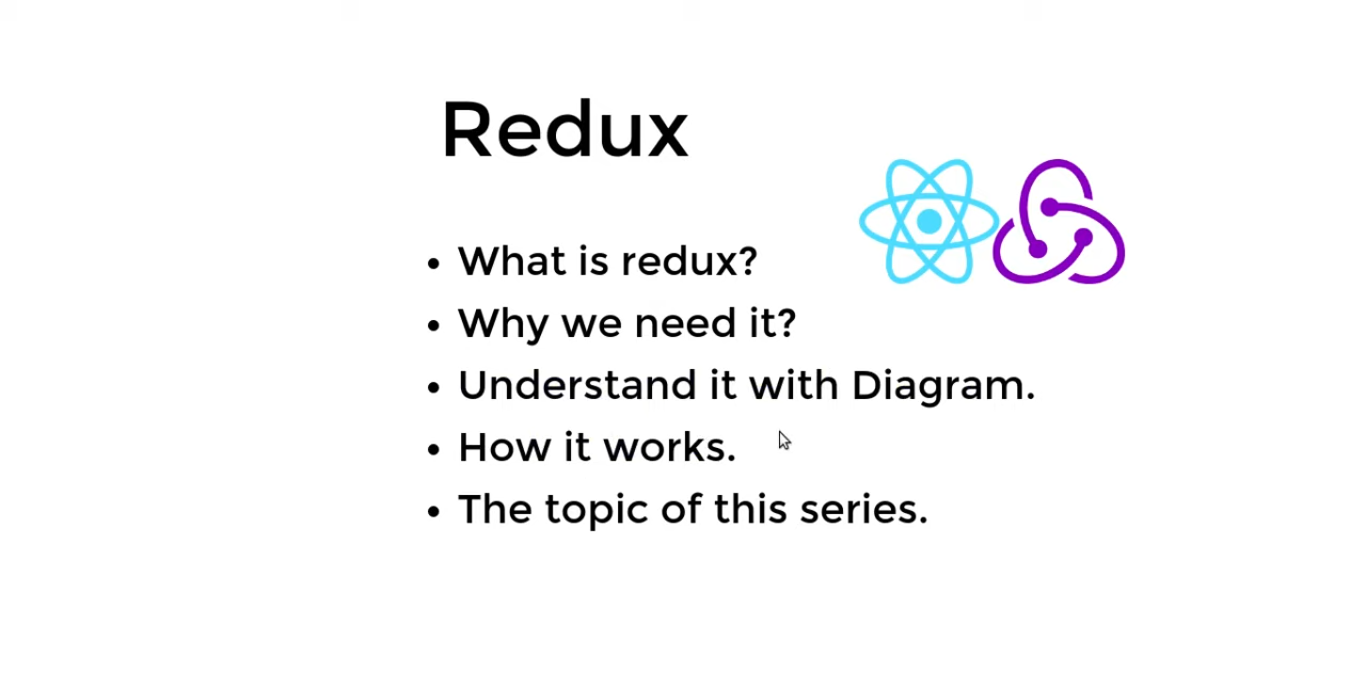 Redux
• What is redux?
• Why we need it?
• Understand it with Diagram.
• How it works.
• The topic of this series.